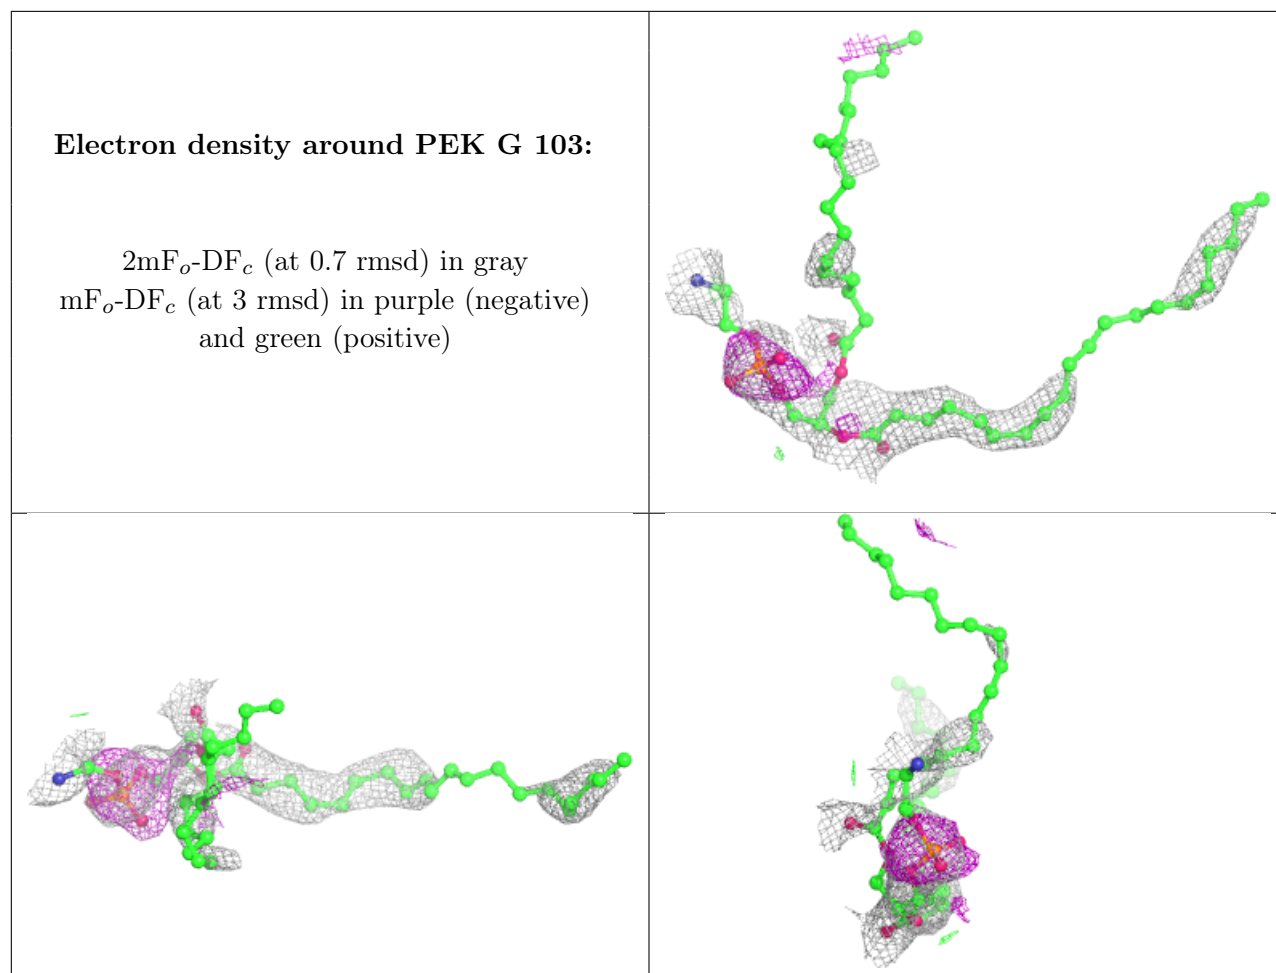 Electron density around PEK G 103:
2mFo-DFc (at 0.7 rmsd) in gray
mFo-DFc (at 3 rmsd) in purple (negative)
and green (positive)